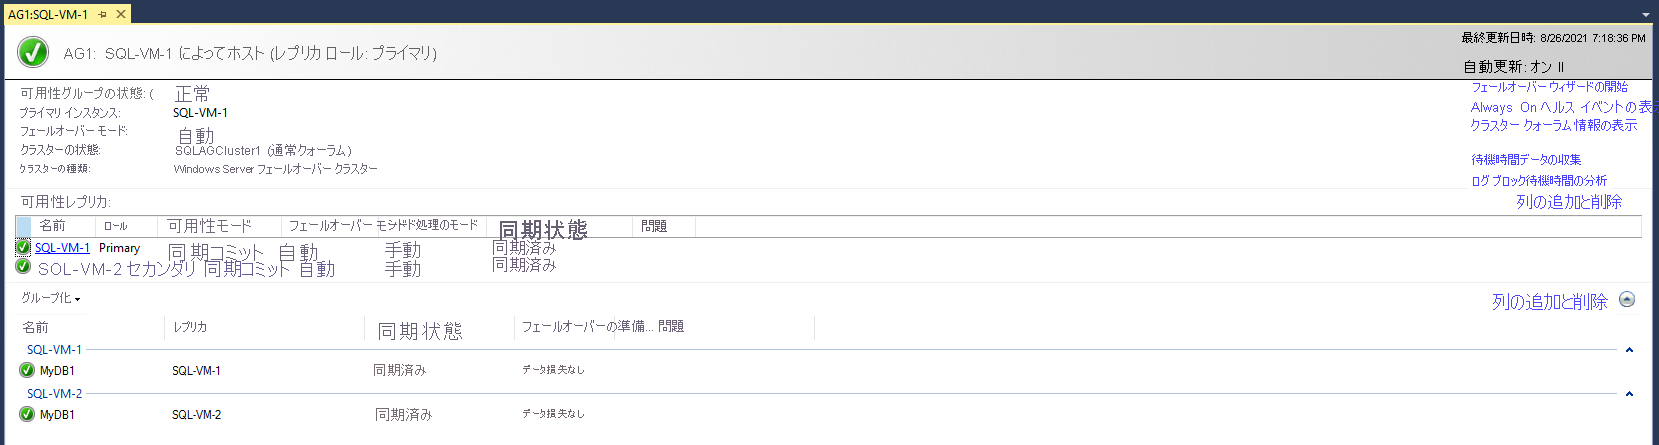 AG1:SQL-VM-1
AG1: SQL-VM-1 によってホスト (レプリカ ロール: プライマリ)
最終更新日時: 8/26/2021 7:18:36 PM
自動更新: オン II
可用性グループの状態: ( 正常
プライマリ インスタンス: SQL-VM-1
フェールオーバー モード: 自動
クラスターの状態: SQLAGCluster1 (通常クォーラム)
クラスターの種類: Windows Server フェールオーバー クラスター
フェールオーバー ウィザードの開始
Always On ヘルス イベントの表示
クラスター クォーラム情報の表示
待機時間データの収集
ログ ブロック待機時間の分析
可用性レプリカ:
列の追加と削除
名前 ロール 可用性モード フェールオーバー モシドド処理のモード 同期状態 問題
SQL-VM-1 Primary 同期コミット 自動 手動 同期済み
SOL-VM-2 セカンダリ 同期コミット 自動 手動 同期済み
グループ化
列の追加と削除
名前 レプリカ 同期状態 フェールオーバーの準備... 問題
SQL-VM-1
MyDB1 SQL-VM-1 同期済み データ損失なし
SQL-VM-2
MyDB1 SQL-VM-2 同期済み データ損失なし